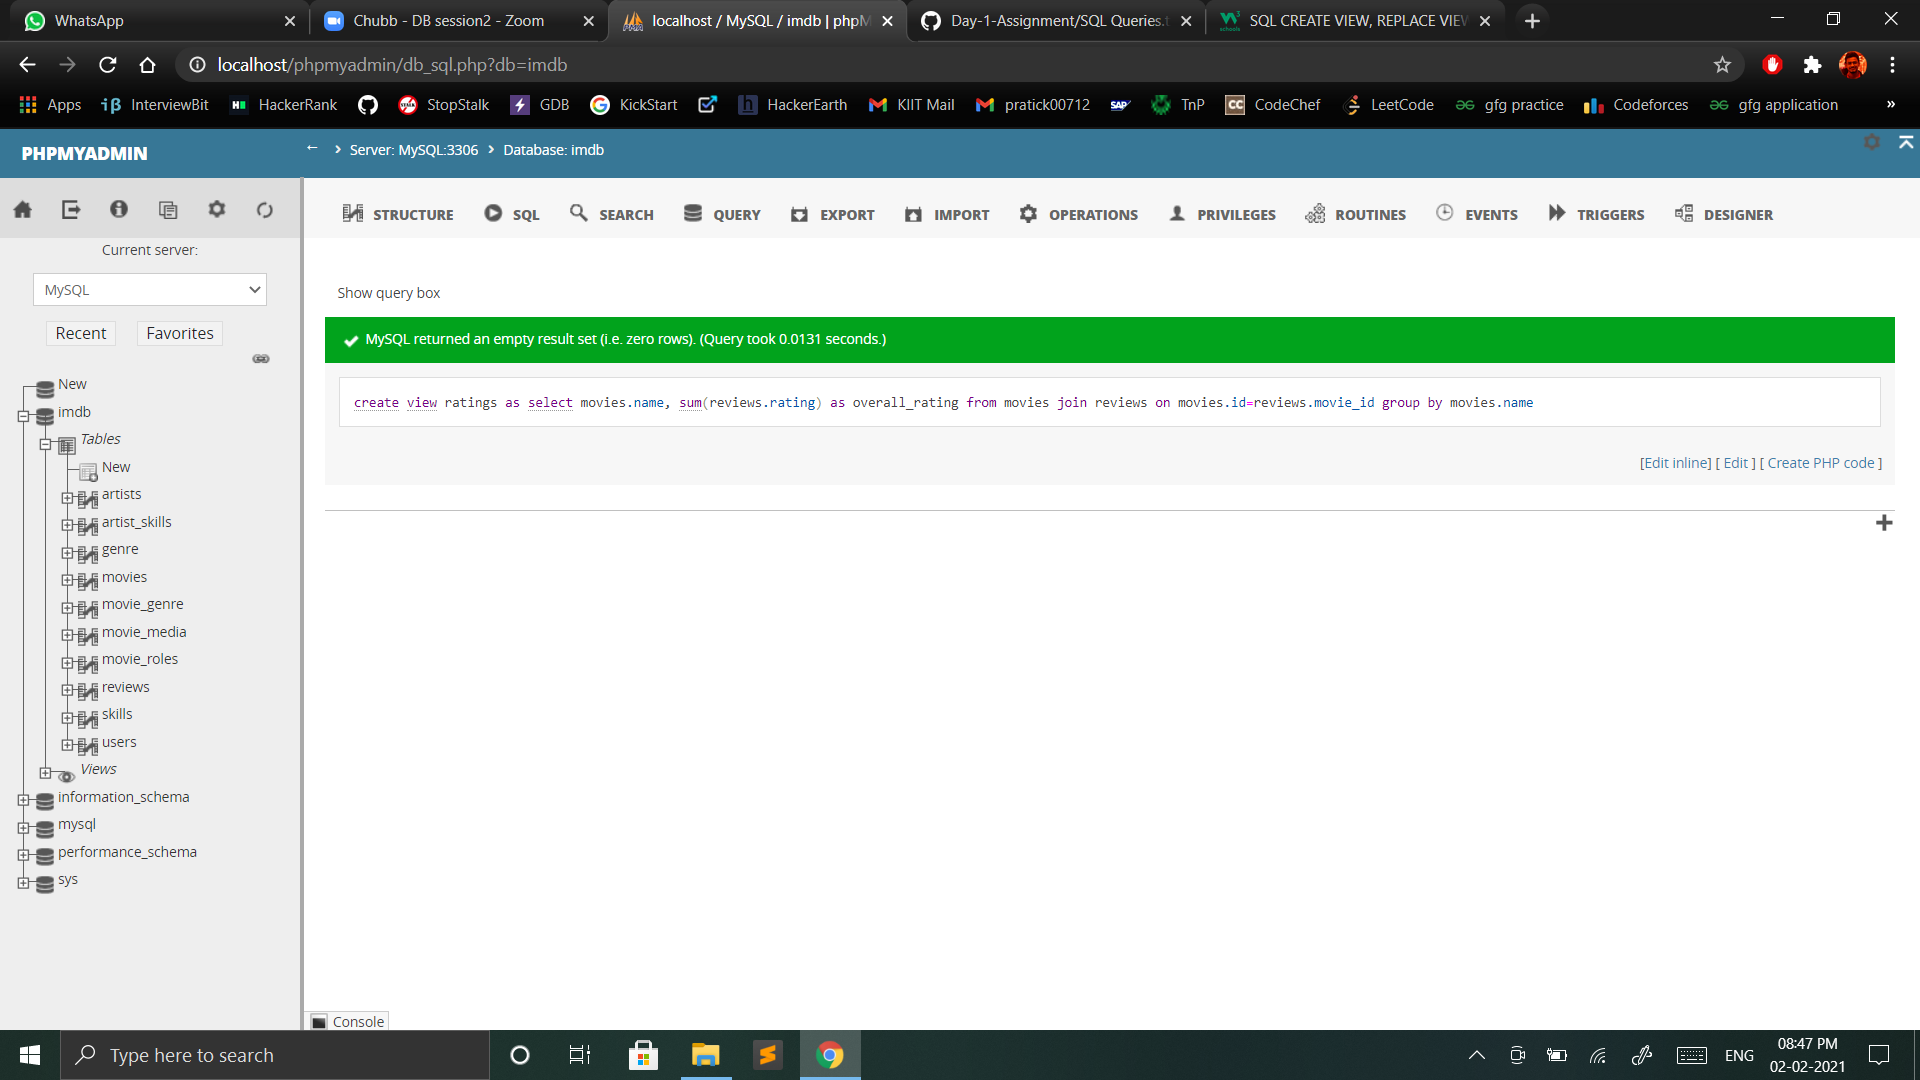 WhatsApp
Chubb - DB session2 - Zoom
localhost / MySQL / imdb | phpM
Day-1-Assignment/SQL Queries.t
SQL CREATE VIEW, REPLACE VIEW
localhost/phpmyadmin/db_sql.php?db=imdb
Apps InterviewBit HackerRank StopStalk GDB KickStart HackerEarth KIIT Mail pratick00712 SAP TnP CC CodeChef LeetCode gfg practice Codeforces gfg application »
PHPMYADMIN
Server: MySQL:3306 Database: imdb
STRUCTURE SQL SEARCH QUERY EXPORT IMPORT OPERATIONS PRIVILEGES ROUTINES EVENTS TRIGGERS DESIGNER
Current server:
MySQL
Recent Favorites
New
imdb
Tables
New
artists
artist_skills
genre
movies
movie_genre
movie_media
movie_roles
reviews
skills
users
Views
information_schema
mysql
performance_schema
sys
Show query box
MySQL returned an empty result set (i.e. zero rows). (Query took 0.0131 seconds.)
create view ratings as select movies.name, sum(reviews.rating) as overall_rating from movies join reviews on movies.id=reviews.movie_id group by movies.name
[Edit inline] [ Edit ] [ Create PHP code ]
Console
Type here to search
ENG
08:47 PM
02-02-2021